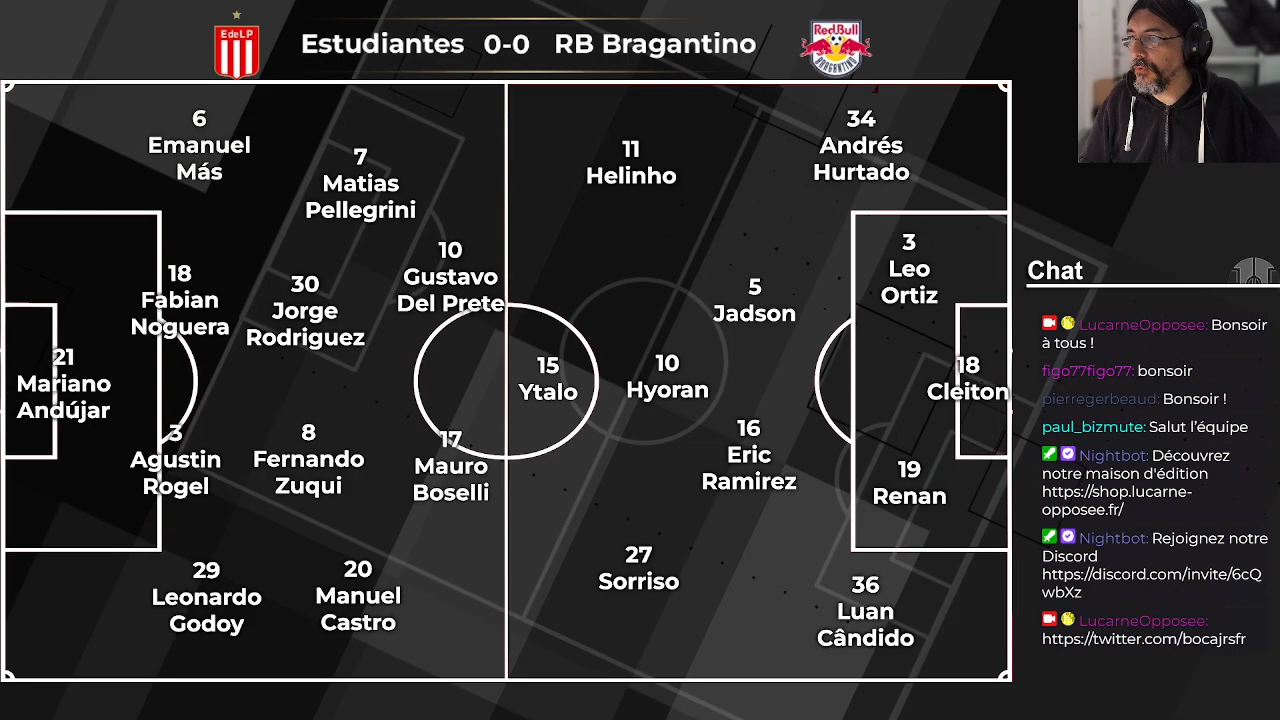 EdeLP
Estudiantes 0-0 RB Bragantino
RedBull
BRAGANTINO
6
Emanuel
Más
7
Matias
Pellegrini
18
Fabian
Noguera
30
Jorge
Rodriguez
10
Gustavo
Del Prete
21
Mariano
Andújar
3
Agustin
Rogel
8
Fernando
Zuqui
17
Mauro
Boselli
29
Leonardo
Godoy
20
Manuel
Castro
11
Helinho
34
Andrés
Hurtado
3
Leo
Ortiz
5
Jadson
15
Ytalo
10
Hyoran
18
Cleiton
16
Eric
Ramirez
19
Renan
27
Sorriso
36
Luan
Cândido
Chat
LucarneOpposee: Bonsoir
à tous !
figo77figo77: bonsoir
pierregerbeaud: Bonsoir !
paul_bizmute: Salut l'équipe
Nightbot: Découvrez
notre maison d'édition
https://shop.lucarne-
opposee.fr/
Nightbot: Rejoignez notre
Discord
https://discord.com/invite/6cQ
wbXz
LucarneOpposee:
https://twitter.com/bocajrsfr